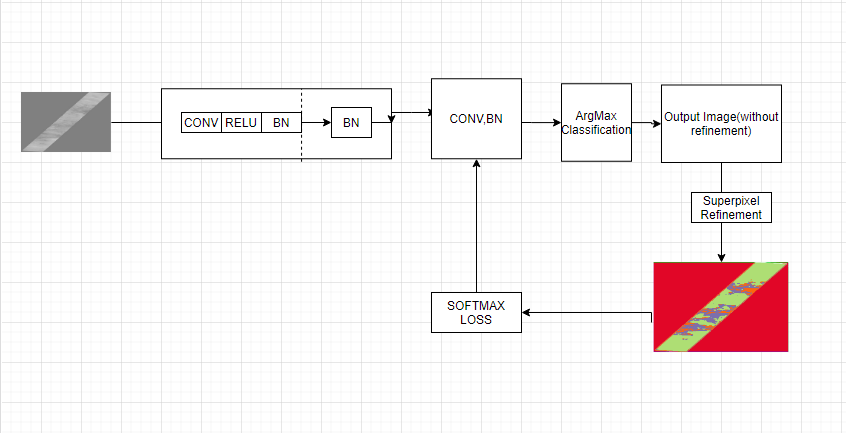 CONV RELU BN
BN
CONV,BN
ArgMax
Classification
Output Image(without
refinement)
Superpixel
Refinement
SOFTMAX
LOSS